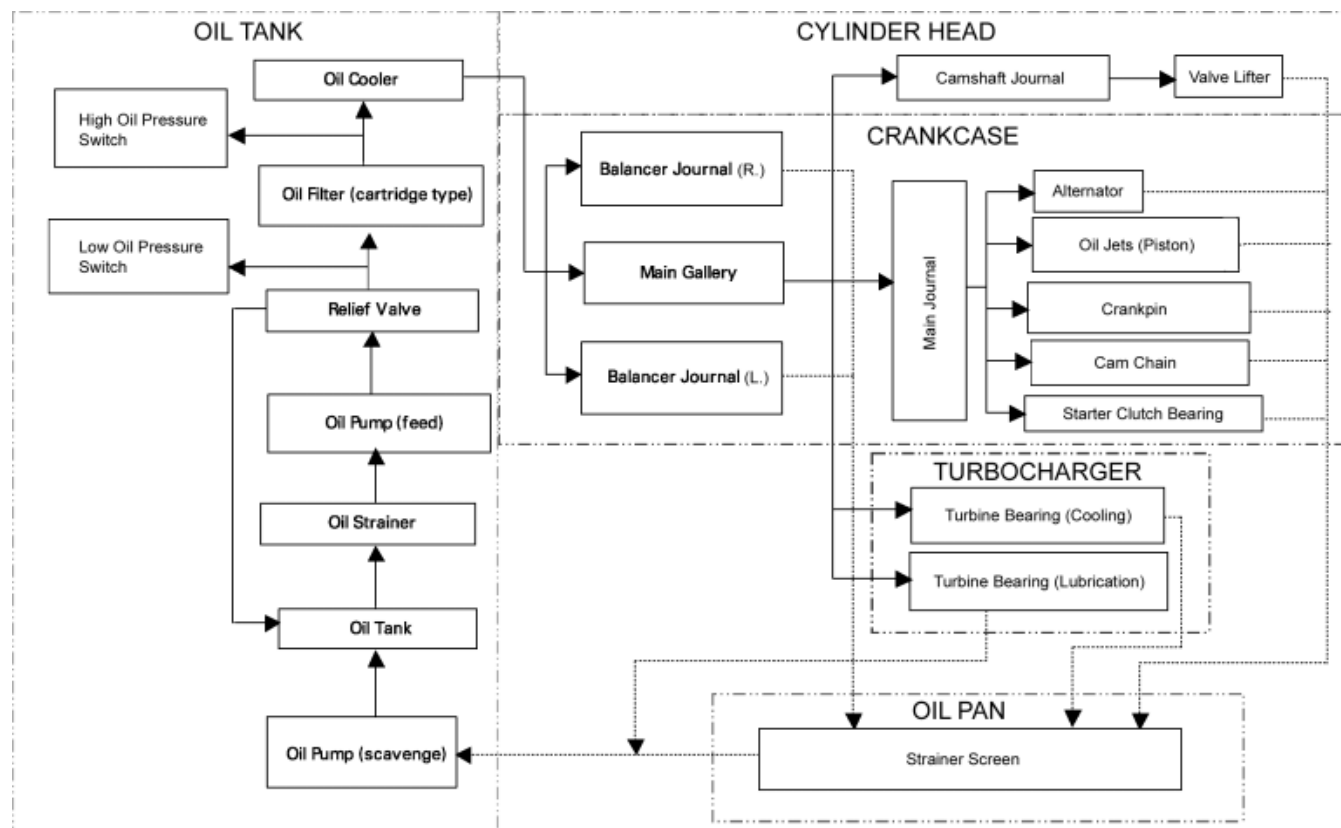 OIL TANK
Oil Cooler
High Oil Pressure
Switch
Oil Filter (cartridge type)
Low Oil Pressure
Switch
Relief Valve
Oil Pump (feed)
Oil Strainer
Oil Tank
Oil Pump (scavenge)
CYLINDER HEAD
Camshaft Journal
Valve Lifter
CRANKCASE
Balancer Journal (R.)
Main Gallery
Balancer Journal (L.)
Main Journal
Alternator
Oil Jets (Piston)
Crankpin
Cam Chain
Starter Clutch Bearing
TURBOCHARGER
Turbine Bearing (Cooling)
Turbine Bearing (Lubrication)
OIL PAN
Strainer Screen